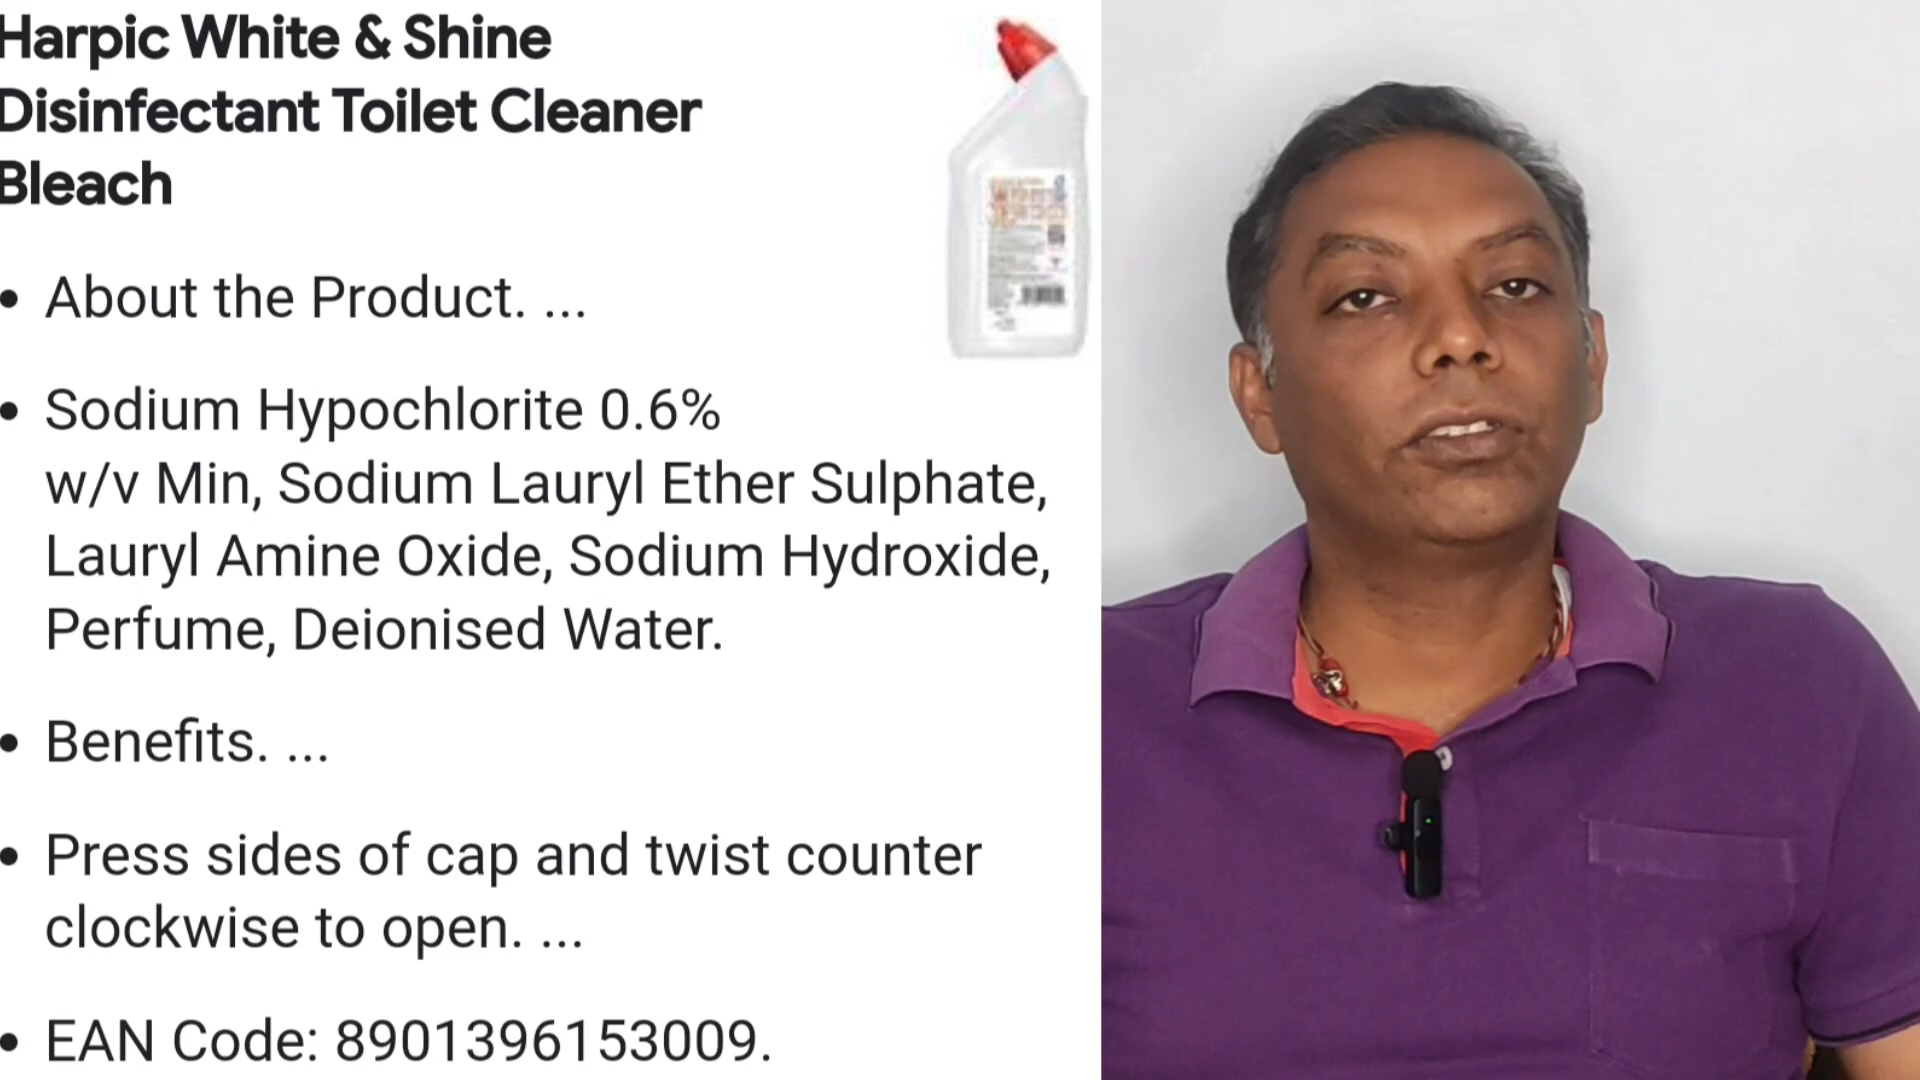 Harpic White & Shine
Disinfectant Toilet Cleaner
Bleach
• About the Product. ...
• Sodium Hypochlorite 0.6%
w/v Min, Sodium Lauryl Ether Sulphate,
Lauryl Amine Oxide, Sodium Hydroxide,
Perfume, Deionised Water.
• Benefits. ...
• Press sides of cap and twist counter
clockwise to open. ...
• EAN Code: 8901396153009.